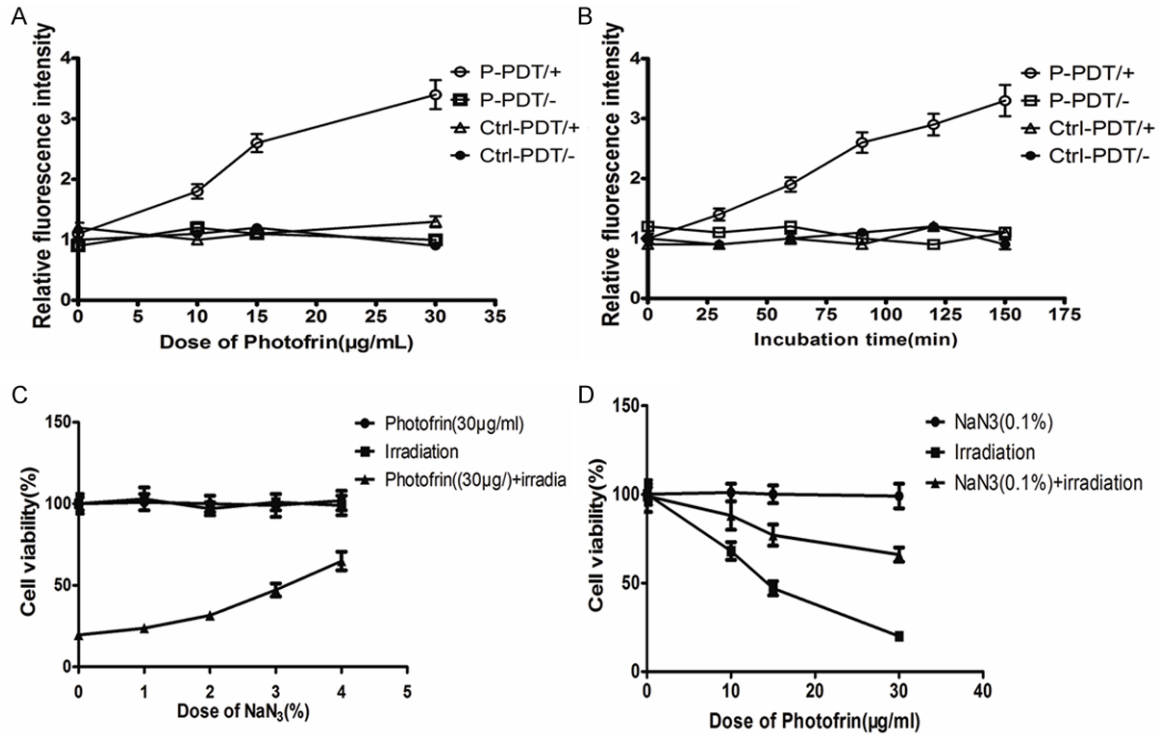 A
Relative fluorescence intensity
4
3
2
1
0
0 5 10 15 20 25 30 35
Dose of Photofrin(µg/mL)
P-PDT/+
P-PDT/-
Ctrl-PDT/+
Ctrl-PDT/-
B
Relative fluorescence intensity
4
3
2
1
0
0 25 50 75 100 125 150 175
Incubation time(min)
P-PDT/+
P-PDT/-
Ctrl-PDT/+
Ctrl-PDT/-
C
Cell viability(%)
150
100
50
0
0 1 2 3 4 5
Dose of NaN₃(%)
Photofrin(30µg/ml)
Irradiation
Photofrin((30µg/)+irradia
D
Cell viability(%)
150
100
50
0
0 10 20 30 40
Dose of Photofrin(µg/ml)
NaN3(0.1%)
Irradiation
NaN3(0.1%)+irradiation